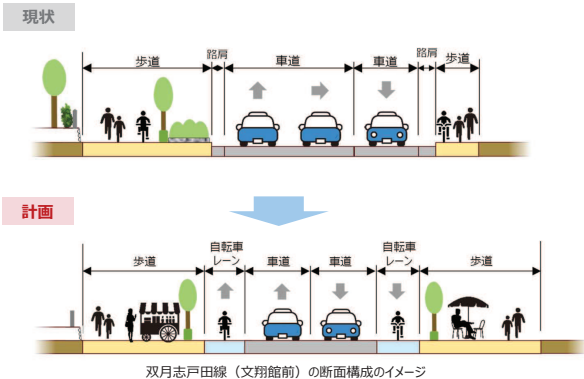 現状
歩道
路肩
車道
車道
路肩
歩道
計画
歩道
自転車
レーン
車道
車道
自転車
レーン
歩道
双月志戸田線（文翔館前）の断面構成のイメージ